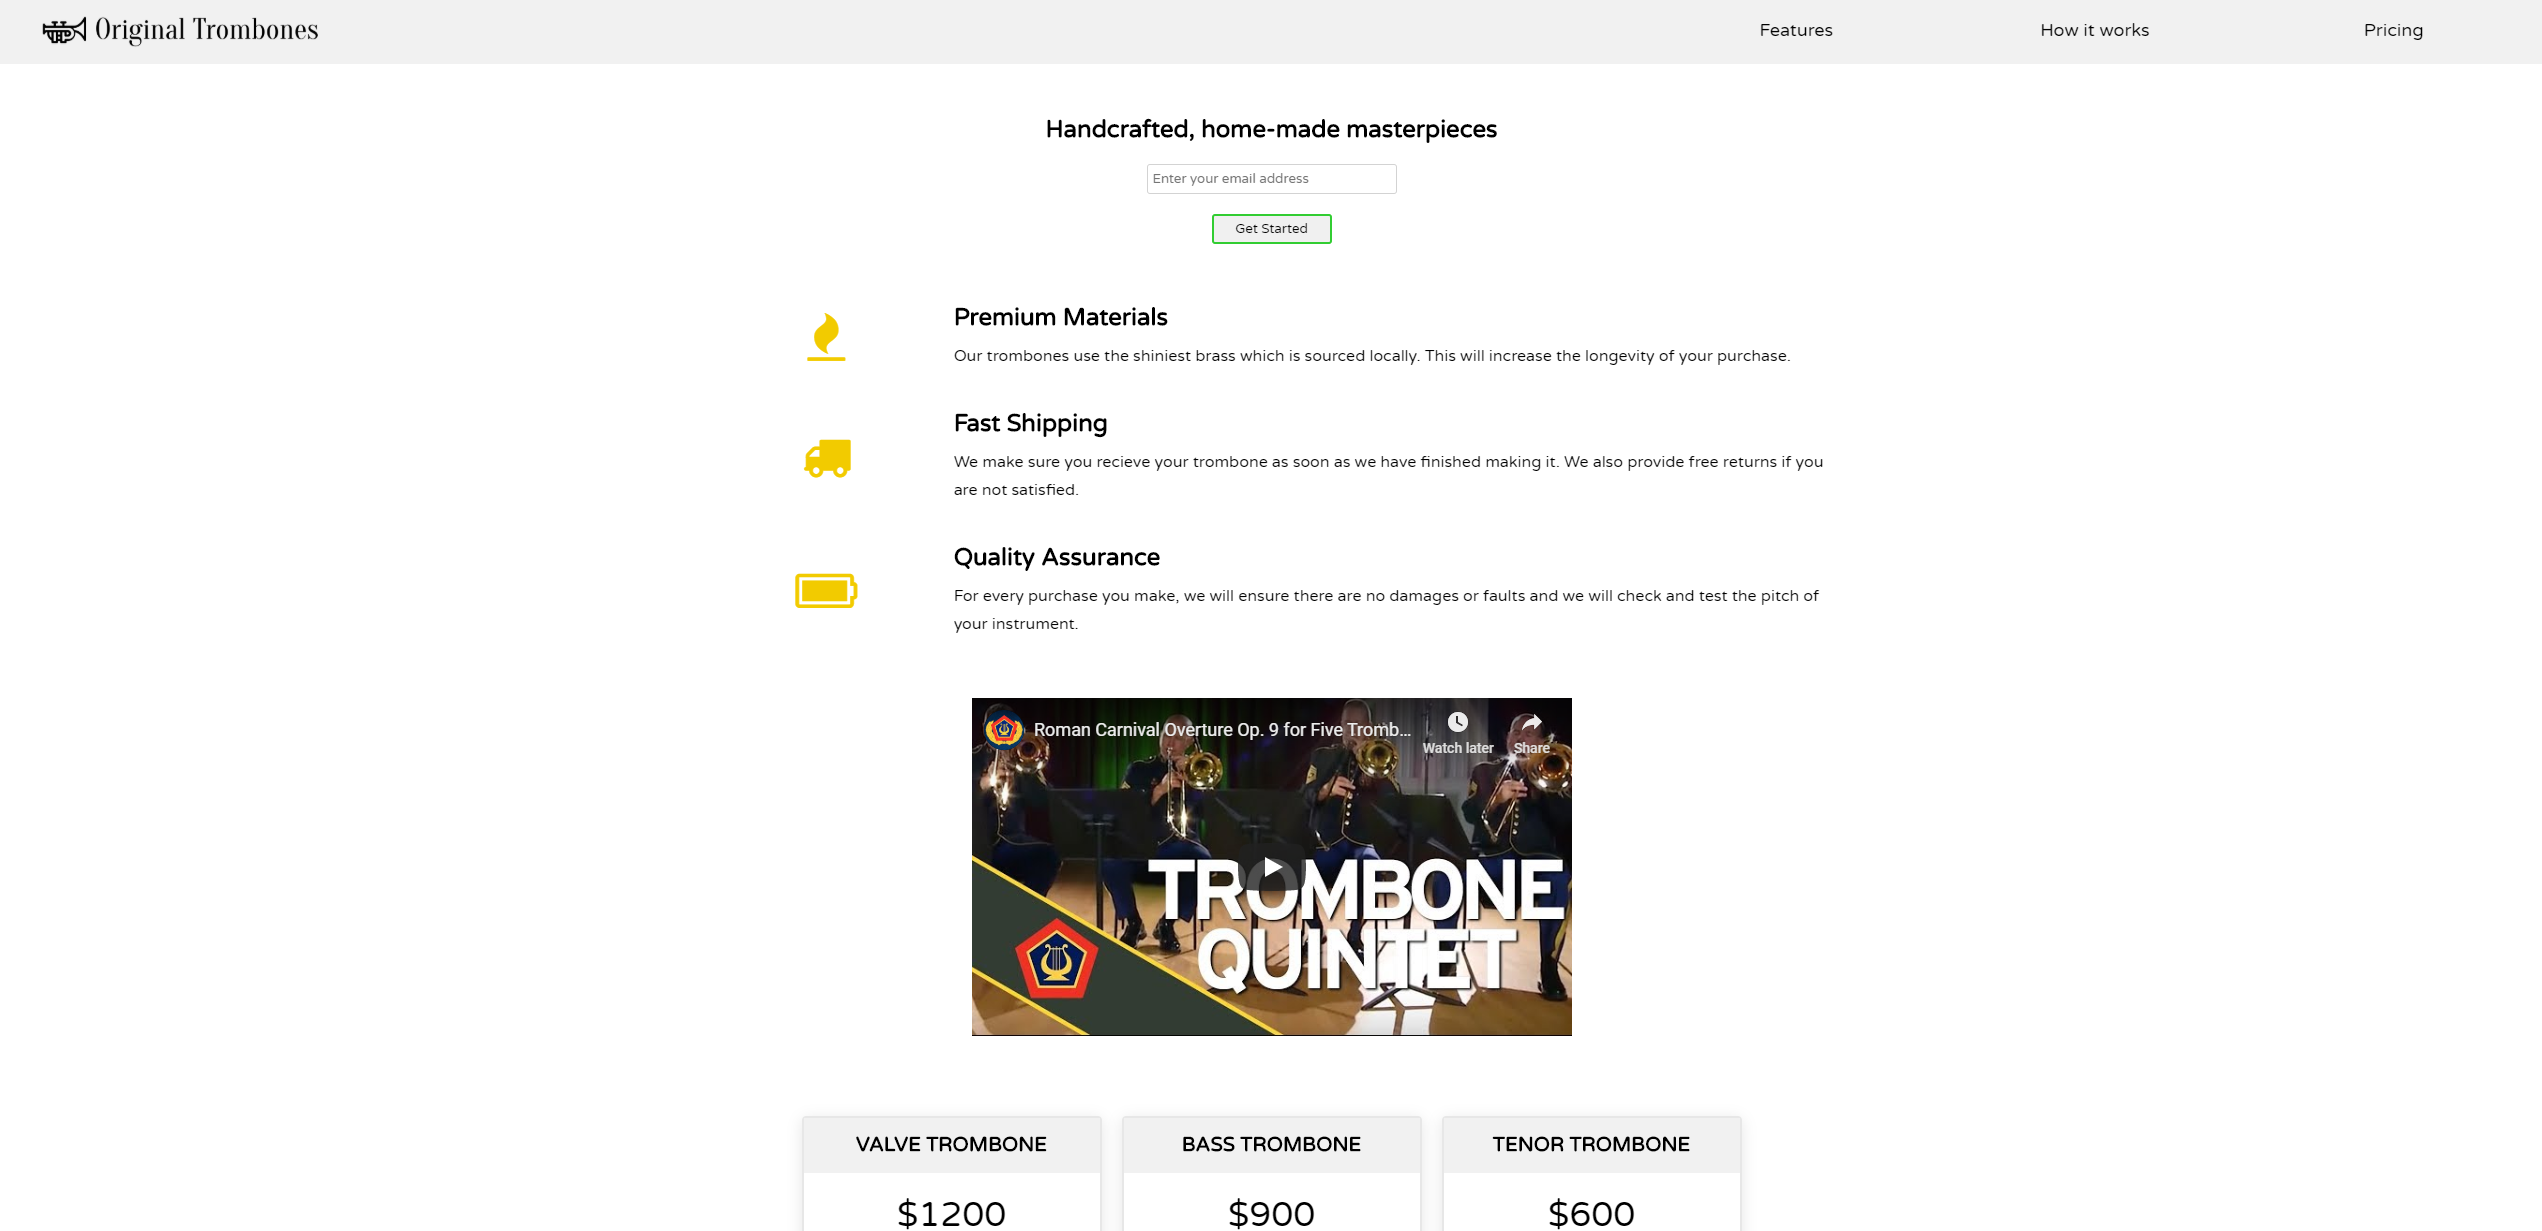 Original Trombones
Features
How it works
Pricing
Handcrafted, home-made masterpieces
Enter your email address
Get Started
Premium Materials
Our trombones use the shiniest brass which is sourced locally. This will increase the longevity of your purchase.
Fast Shipping
We make sure you recieve your trombone as soon as we have finished making it. We also provide free returns if you
are not satisfied.
Quality Assurance
For every purchase you make, we will ensure there are no damages or faults and we will check and test the pitch of
your instrument.
Roman Carnival Overture Op. 9 for Five Tromb...
Watch later
Share
TROMBONE
QUINTET
VALVE TROMBONE
BASS TROMBONE
TENOR TROMBONE
$1200
$900
$600